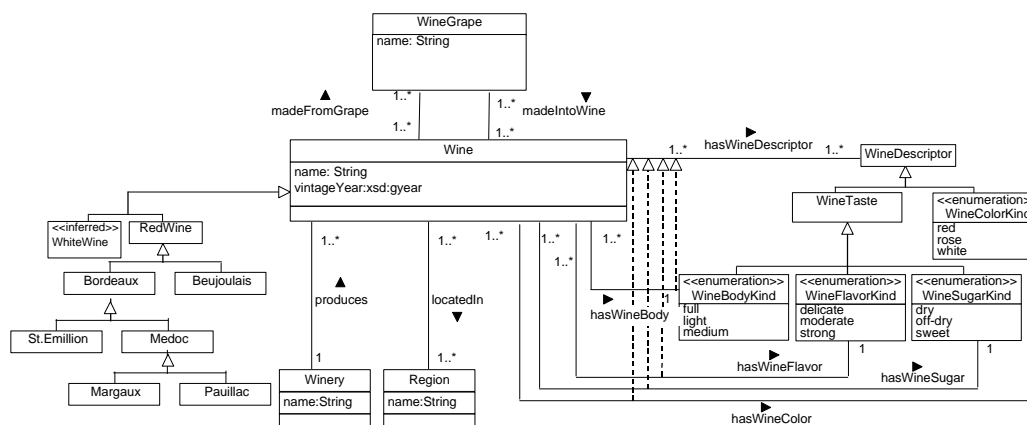 WineGrape
name: String
1..*
1..*
madeFromGrape
madeIntoWine
1..*
1..*
Wine
name: String
vintageYear:xsd:gyear
1..*
hasWineDescriptor
1..*
WineDescriptor
WineTaste
<<enumeration>>
WineColorKind
red
rose
white
<<inferred>>
WhiteWine
RedWine
Bordeaux
Beujoulais
St.Emillion
Medoc
Margaux
Pauillac
1..*
1..*
1..*
1..*
1..*
1..*
produces
locatedIn
1
1..*
Winery
name:String
Region
name:String
<<enumeration>>
WineBodyKind
full
light
medium
<<enumeration>>
WineFlavorKind
delicate
moderate
strong
<<enumeration>>
WineSugarKind
dry
off-dry
sweet
1
hasWineBody
1
1
hasWineFlavor
hasWineSugar
hasWineColor